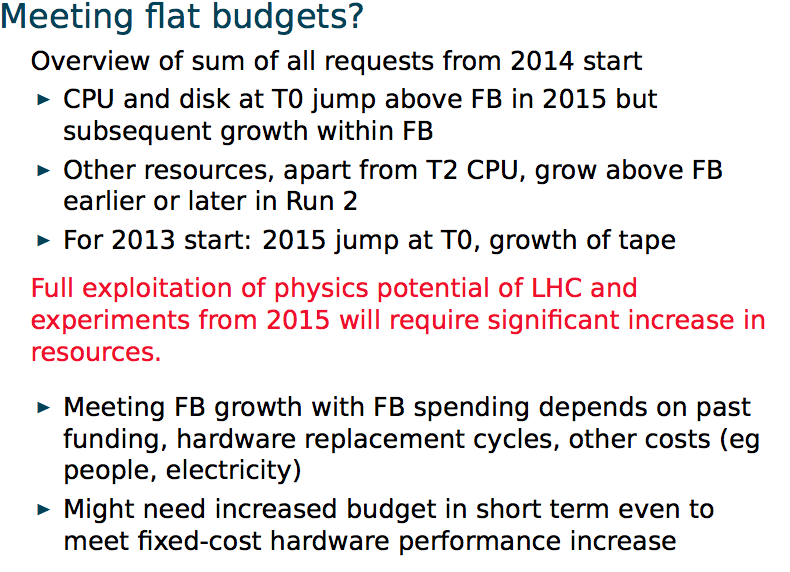 Meeting flat budgets?
Overview of sum of all requests from 2014 start
► CPU and disk at T0 jump above FB in 2015 but
subsequent growth within FB
► Other resources, apart from T2 CPU, grow above FB
earlier or later in Run 2
► For 2013 start: 2015 jump at T0, growth of tape
Full exploitation of physics potential of LHC and
experiments from 2015 will require significant increase in
resources.
► Meeting FB growth with FB spending depends on past
funding, hardware replacement cycles, other costs (eg
people, electricity)
► Might need increased budget in short term even to
meet fixed-cost hardware performance increase